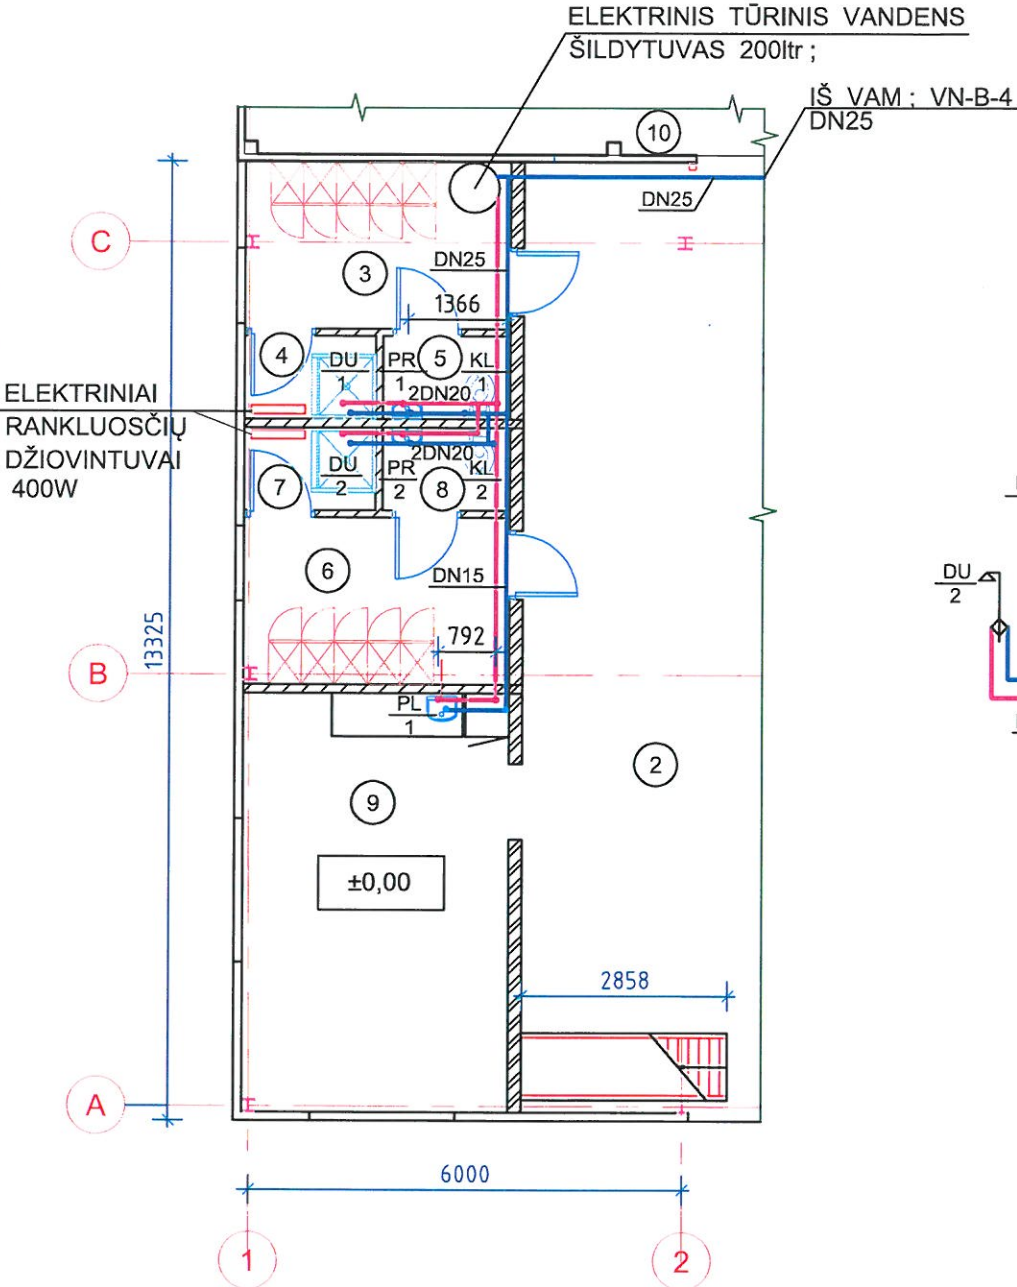 ELEKTRINIS TŪRINIS VANDENS
ŠILDYTUVAS 200ltr ;
IŠ VAM ; VN-B-4
DN25
10
DN25
C
DN25
3
1366
4
DU
1
PR
1
5
KL
1
2DN20
ELEKTRINIAI
RANKLUOSČIŲ
DŽIOVINTUVAI
400W
2DN20
DU
2
PR
2
KL
2
7
8
6
DN15
DU
2
13325
792
B
PL
1
2
9
±0,00
2858
A
6000
1
2